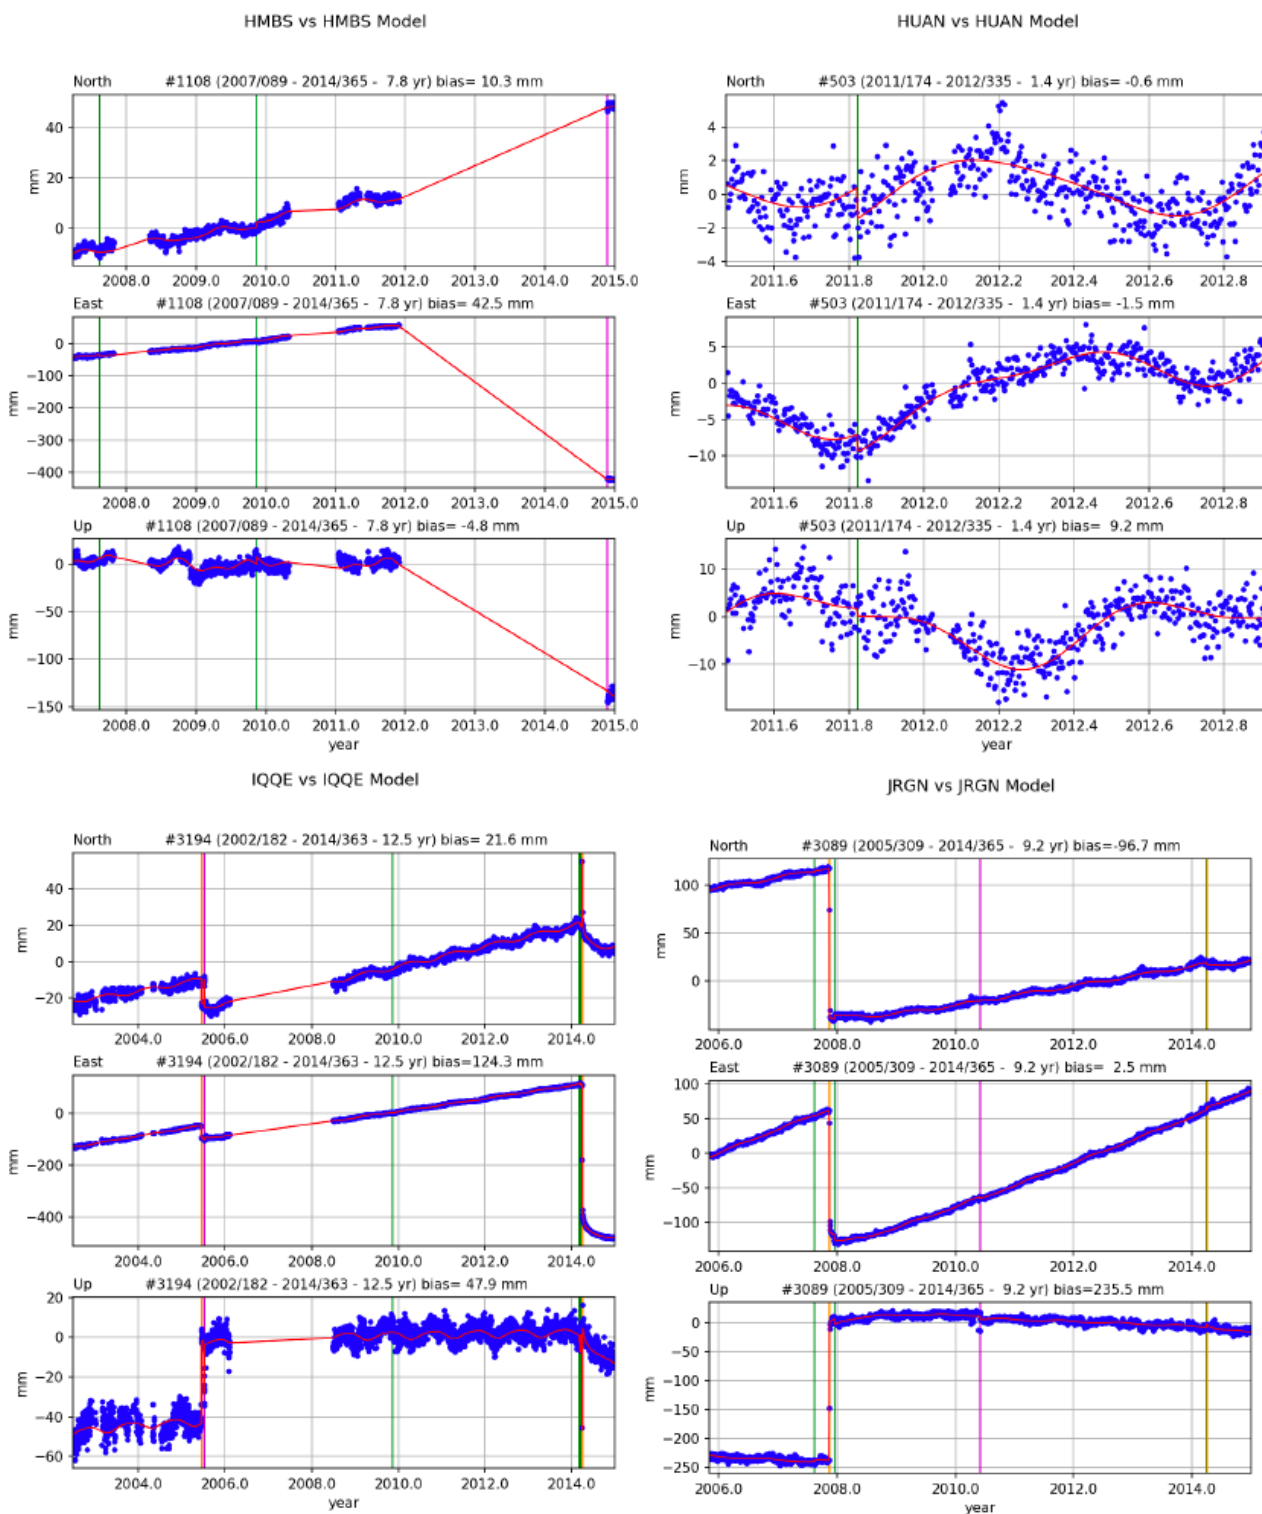 HMBS vs HMBS Model
North #1108 (2007/089 - 2014/365 - 7.8 yr) bias= 10.3 mm
40
20
0
mm
2008.0 2009.0 2010.0 2011.0 2012.0 2013.0 2014.0 2015.0
East #1108 (2007/089 - 2014/365 - 7.8 yr) bias= 42.5 mm
0
−100
−200
−300
−400
mm
2008.0 2009.0 2010.0 2011.0 2012.0 2013.0 2014.0 2015.0
Up #1108 (2007/089 - 2014/365 - 7.8 yr) bias= -4.8 mm
0
−50
−100
−150
mm
2008.0 2009.0 2010.0 2011.0 2012.0 2013.0 2014.0 2015.0
year
HUAN vs HUAN Model
North #503 (2011/174 - 2012/335 - 1.4 yr) bias= -0.6 mm
4
2
0
−2
−4
mm
2011.6 2011.8 2012.0 2012.2 2012.4 2012.6 2012.8
East #503 (2011/174 - 2012/335 - 1.4 yr) bias= -1.5 mm
5
0
−5
−10
mm
2011.6 2011.8 2012.0 2012.2 2012.4 2012.6 2012.8
Up #503 (2011/174 - 2012/335 - 1.4 yr) bias= 9.2 mm
10
0
−10
mm
2011.6 2011.8 2012.0 2012.2 2012.4 2012.6 2012.8
year
IQQE vs IQQE Model
North #3194 (2002/182 - 2014/363 - 12.5 yr) bias= 21.6 mm
40
20
0
−20
mm
2004.0 2006.0 2008.0 2010.0 2012.0 2014.0
East #3194 (2002/182 - 2014/363 - 12.5 yr) bias=124.3 mm
0
−200
−400
mm
2004.0 2006.0 2008.0 2010.0 2012.0 2014.0
Up #3194 (2002/182 - 2014/363 - 12.5 yr) bias= 47.9 mm
20
0
−20
−40
−60
mm
2004.0 2006.0 2008.0 2010.0 2012.0 2014.0
year
JRGN vs JRGN Model
North #3089 (2005/309 - 2014/365 - 9.2 yr) bias=-96.7 mm
100
50
0
mm
2006.0 2008.0 2010.0 2012.0 2014.0
East #3089 (2005/309 - 2014/365 - 9.2 yr) bias= 2.5 mm
100
50
0
−50
−100
mm
2006.0 2008.0 2010.0 2012.0 2014.0
Up #3089 (2005/309 - 2014/365 - 9.2 yr) bias=235.5 mm
0
−50
−100
−150
−200
−250
mm
2006.0 2008.0 2010.0 2012.0 2014.0
year